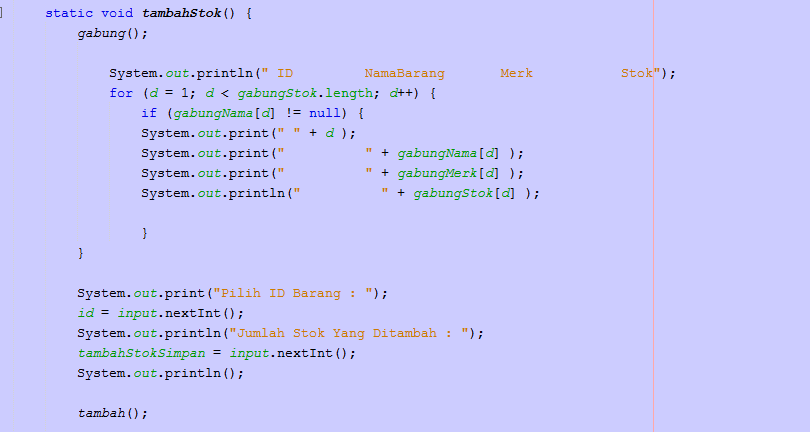 static void tambahStok() {
gabung();
System.out.println(" ID         NamaBarang       Merk           Stok");
for (d = 1; d < gabungStok.length; d++) {
if (gabungNama[d] != null) {
System.out.print(" " + d );
System.out.print("          " + gabungNama[d] );
System.out.print("          " + gabungMerk[d] );
System.out.println("          " + gabungStok[d] );
}
}
System.out.print("Pilih ID Barang : ");
id = input.nextInt();
System.out.println("Jumlah Stok Yang Ditambah : ");
tambahStokSimpan = input.nextInt();
System.out.println();
tambah();